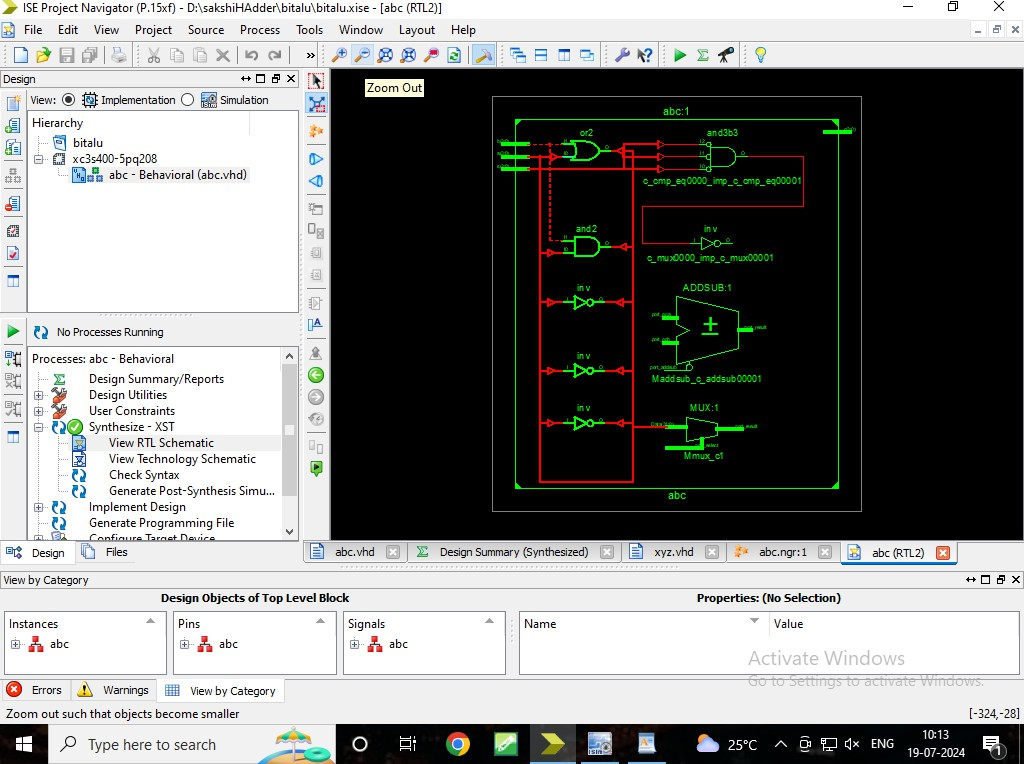 ISE Project Navigator (P.15xf) - D:\sakshiHAdder\bitalu\bitalu.xise - [abc (RTL2)]
File Edit View Project Source Process Tools Window Layout Help
Zoom Out
Design
View: Implementation Simulation
Hierarchy
bitalu
xc3s400-5pq208
abc - Behavioral (abc.vhd)
No Processes Running
Processes: abc - Behavioral
Design Summary/Reports
Design Utilities
User Constraints
Synthesize - XST
View RTL Schematic
View Technology Schematic
Check Syntax
Generate Post-Synthesis Simu...
Implement Design
Generate Programming File
Configure Target Device
Design Files
abc:1
or2
and3b3
c_cmp_eq0000_imp_c_cmp_eq00001
and2
inv
c_mux0000_imp_c_mux00001
inv
ADDSUB:1
Maddsub_c_addsub00001
inv
inv
MUX:1
Mmux_c1
abc
abc.vhd Design Summary (Synthesized) xyz.vhd abc.ngr:1 abc (RTL2)
View by Category
Design Objects of Top Level Block Properties: (No Selection)
Instances Pins Signals Name Value
abc abc abc
Activate Windows
Go to Settings to activate Windows.
Errors Warnings View by Category
Zoom out such that objects become smaller [-324,-28]
Type here to search 25°C ENG 10:13
19-07-2024
1